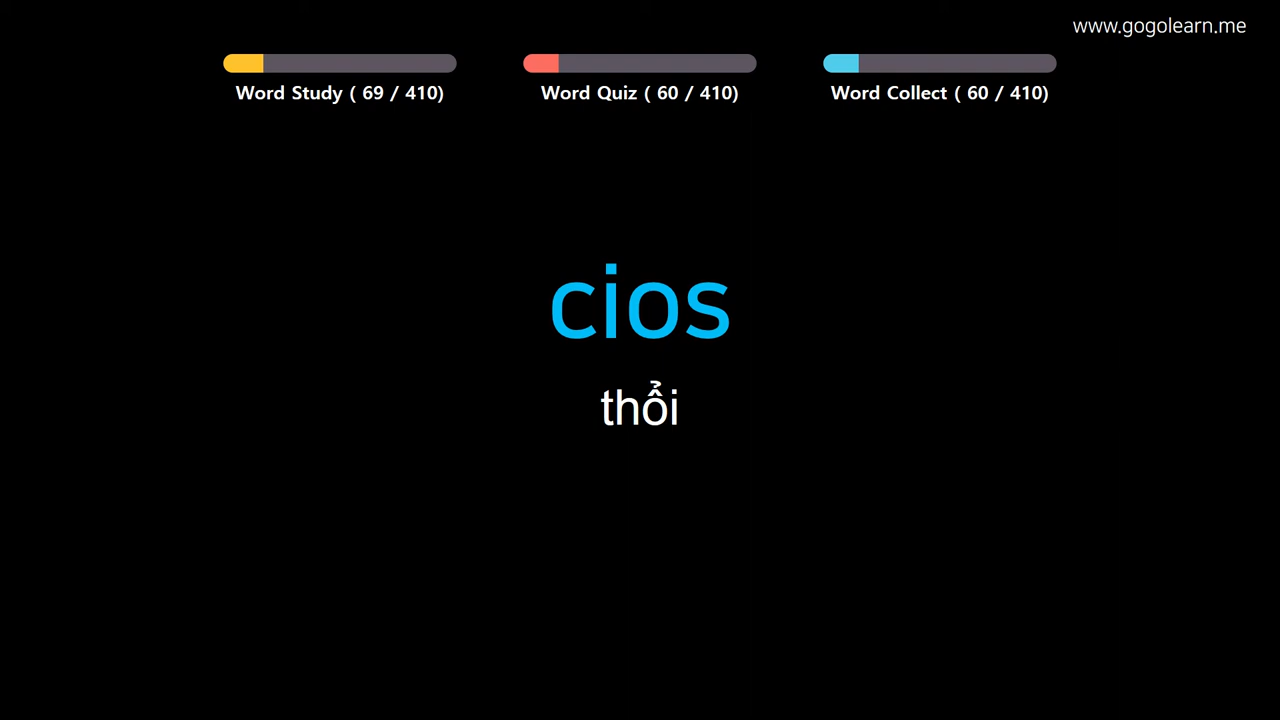 www.gogolearn.me
Word Study ( 69 / 410)
Word Quiz ( 60 / 410)
Word Collect ( 60 / 410)
cios
thổi